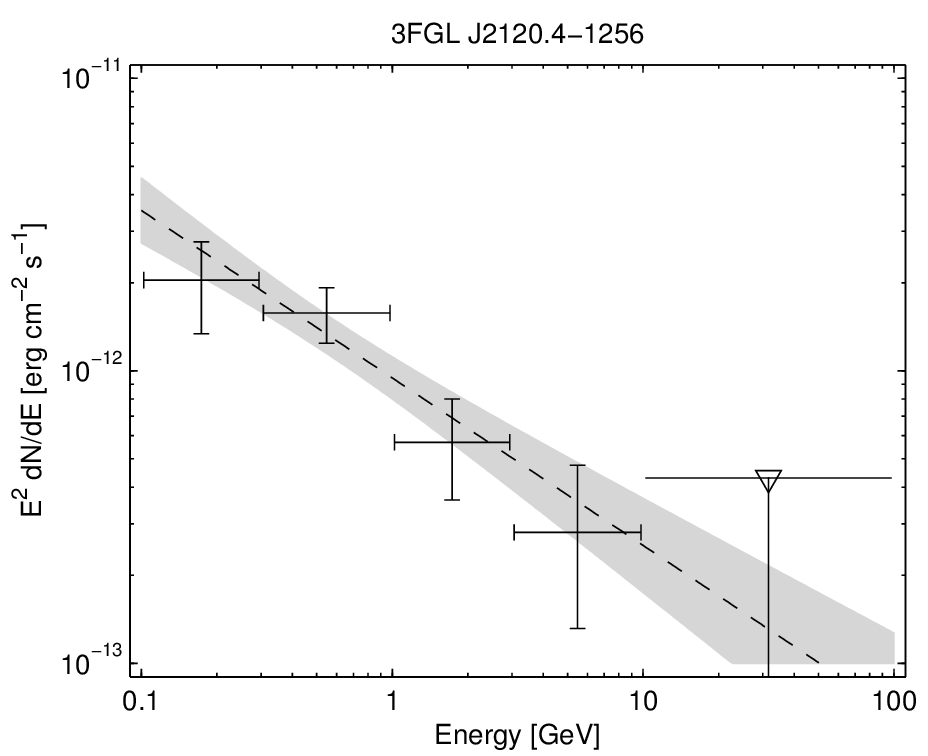 3FGL J2120.4−1256
10⁻¹¹
10⁻¹²
10⁻¹³
E² dN/dE [erg cm⁻² s⁻¹]
0.1 1 10 100
Energy [GeV]